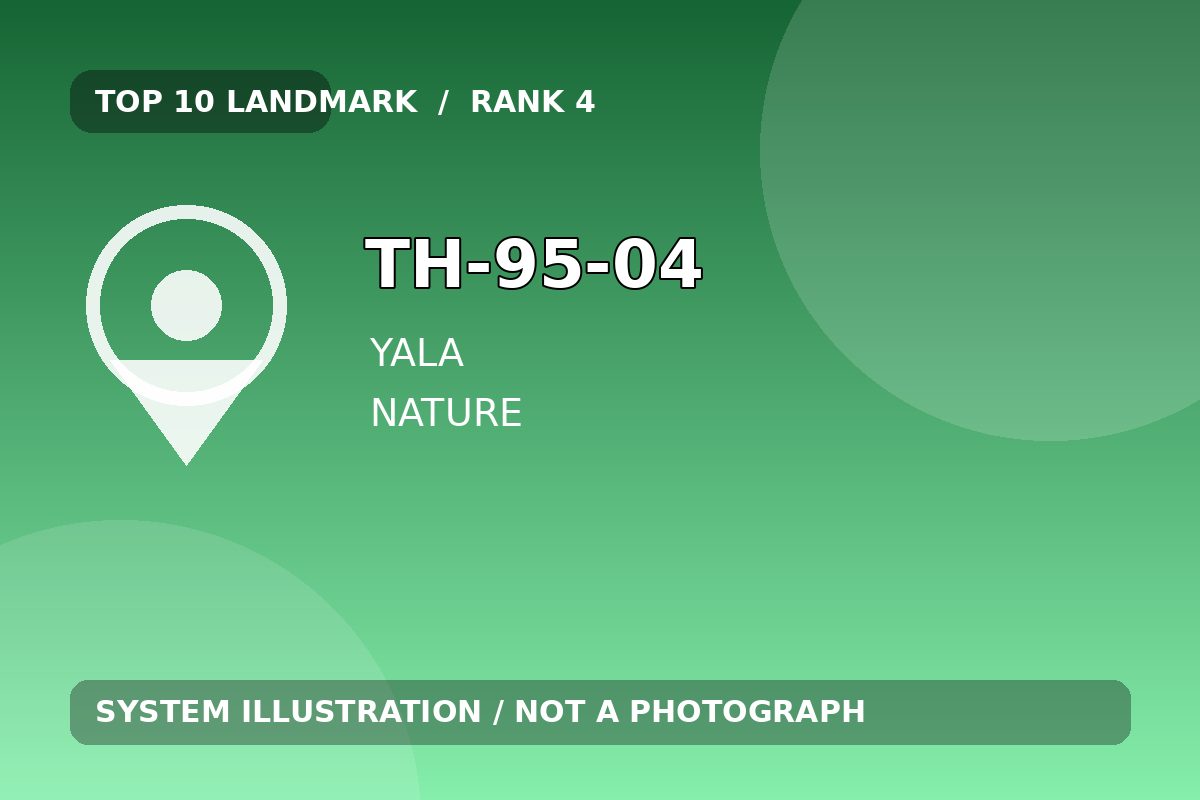 TOP 10 LANDMARK / RANK 4
TH-95-04
YALA
NATURE
SYSTEM ILLUSTRATION / NOT A PHOTOGRAPH